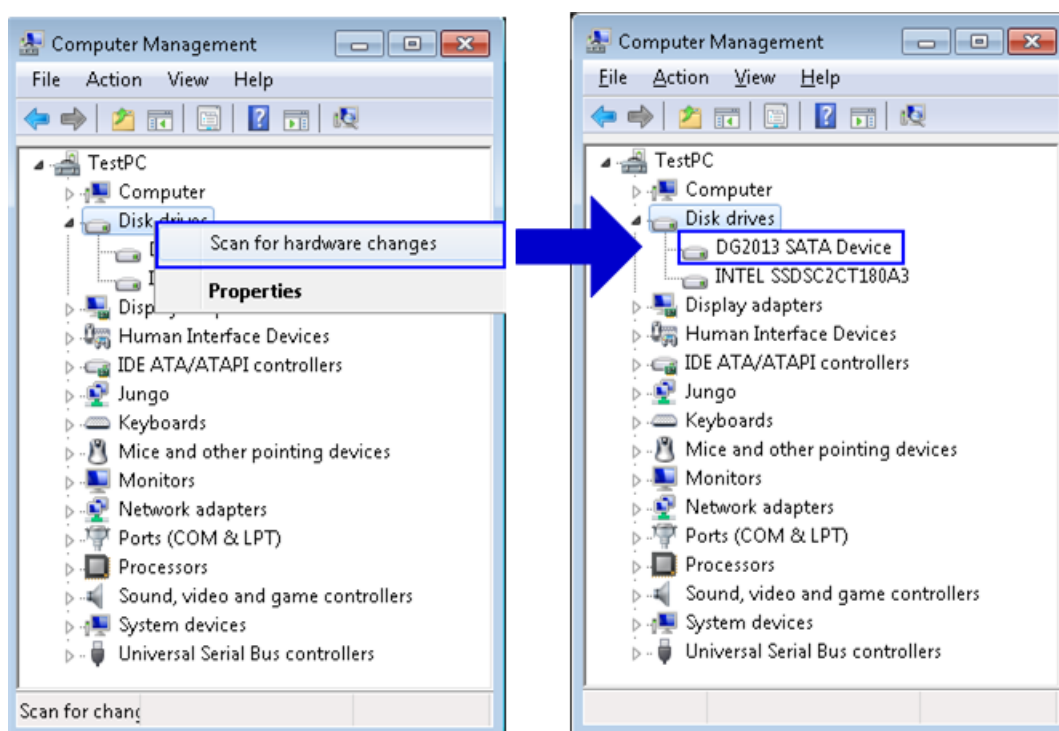 Computer Management
File Action View Help
TestPC
Computer
Disk drives
Scan for hardware changes
Properties
Human Interface Devices
IDE ATA/ATAPI controllers
Jungo
Keyboards
Mice and other pointing devices
Monitors
Network adapters
Ports (COM & LPT)
Processors
Sound, video and game controllers
System devices
Universal Serial Bus controllers
Scan for chang
Computer Management
File Action View Help
TestPC
Computer
Disk drives
DG2013 SATA Device
INTEL SSDSC2CT180A3
Display adapters
Human Interface Devices
IDE ATA/ATAPI controllers
Jungo
Keyboards
Mice and other pointing devices
Monitors
Network adapters
Ports (COM & LPT)
Processors
Sound, video and game controllers
System devices
Universal Serial Bus controllers